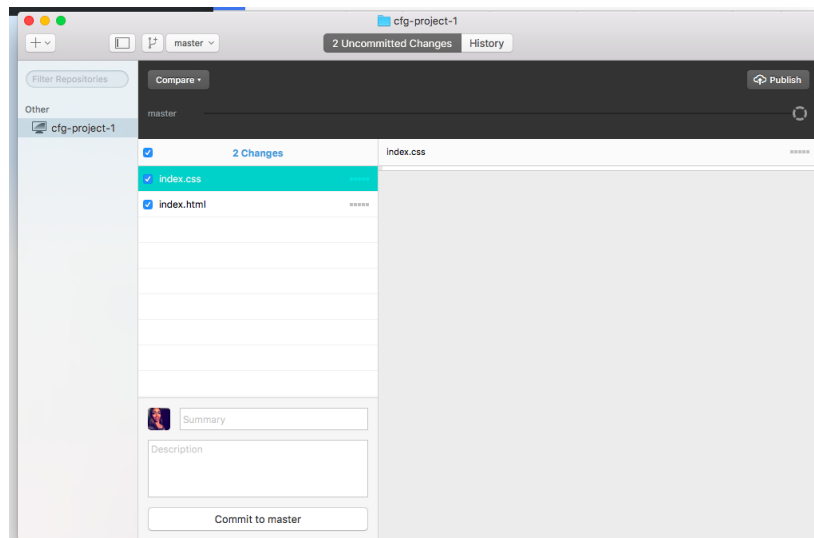 cfg-project-1
master
2 Uncommitted Changes History
Filter Repositories
Compare
Publish
Other
master
cfg-project-1
2 Changes
index.css
index.css
index.html
Summary
Description
Commit to master